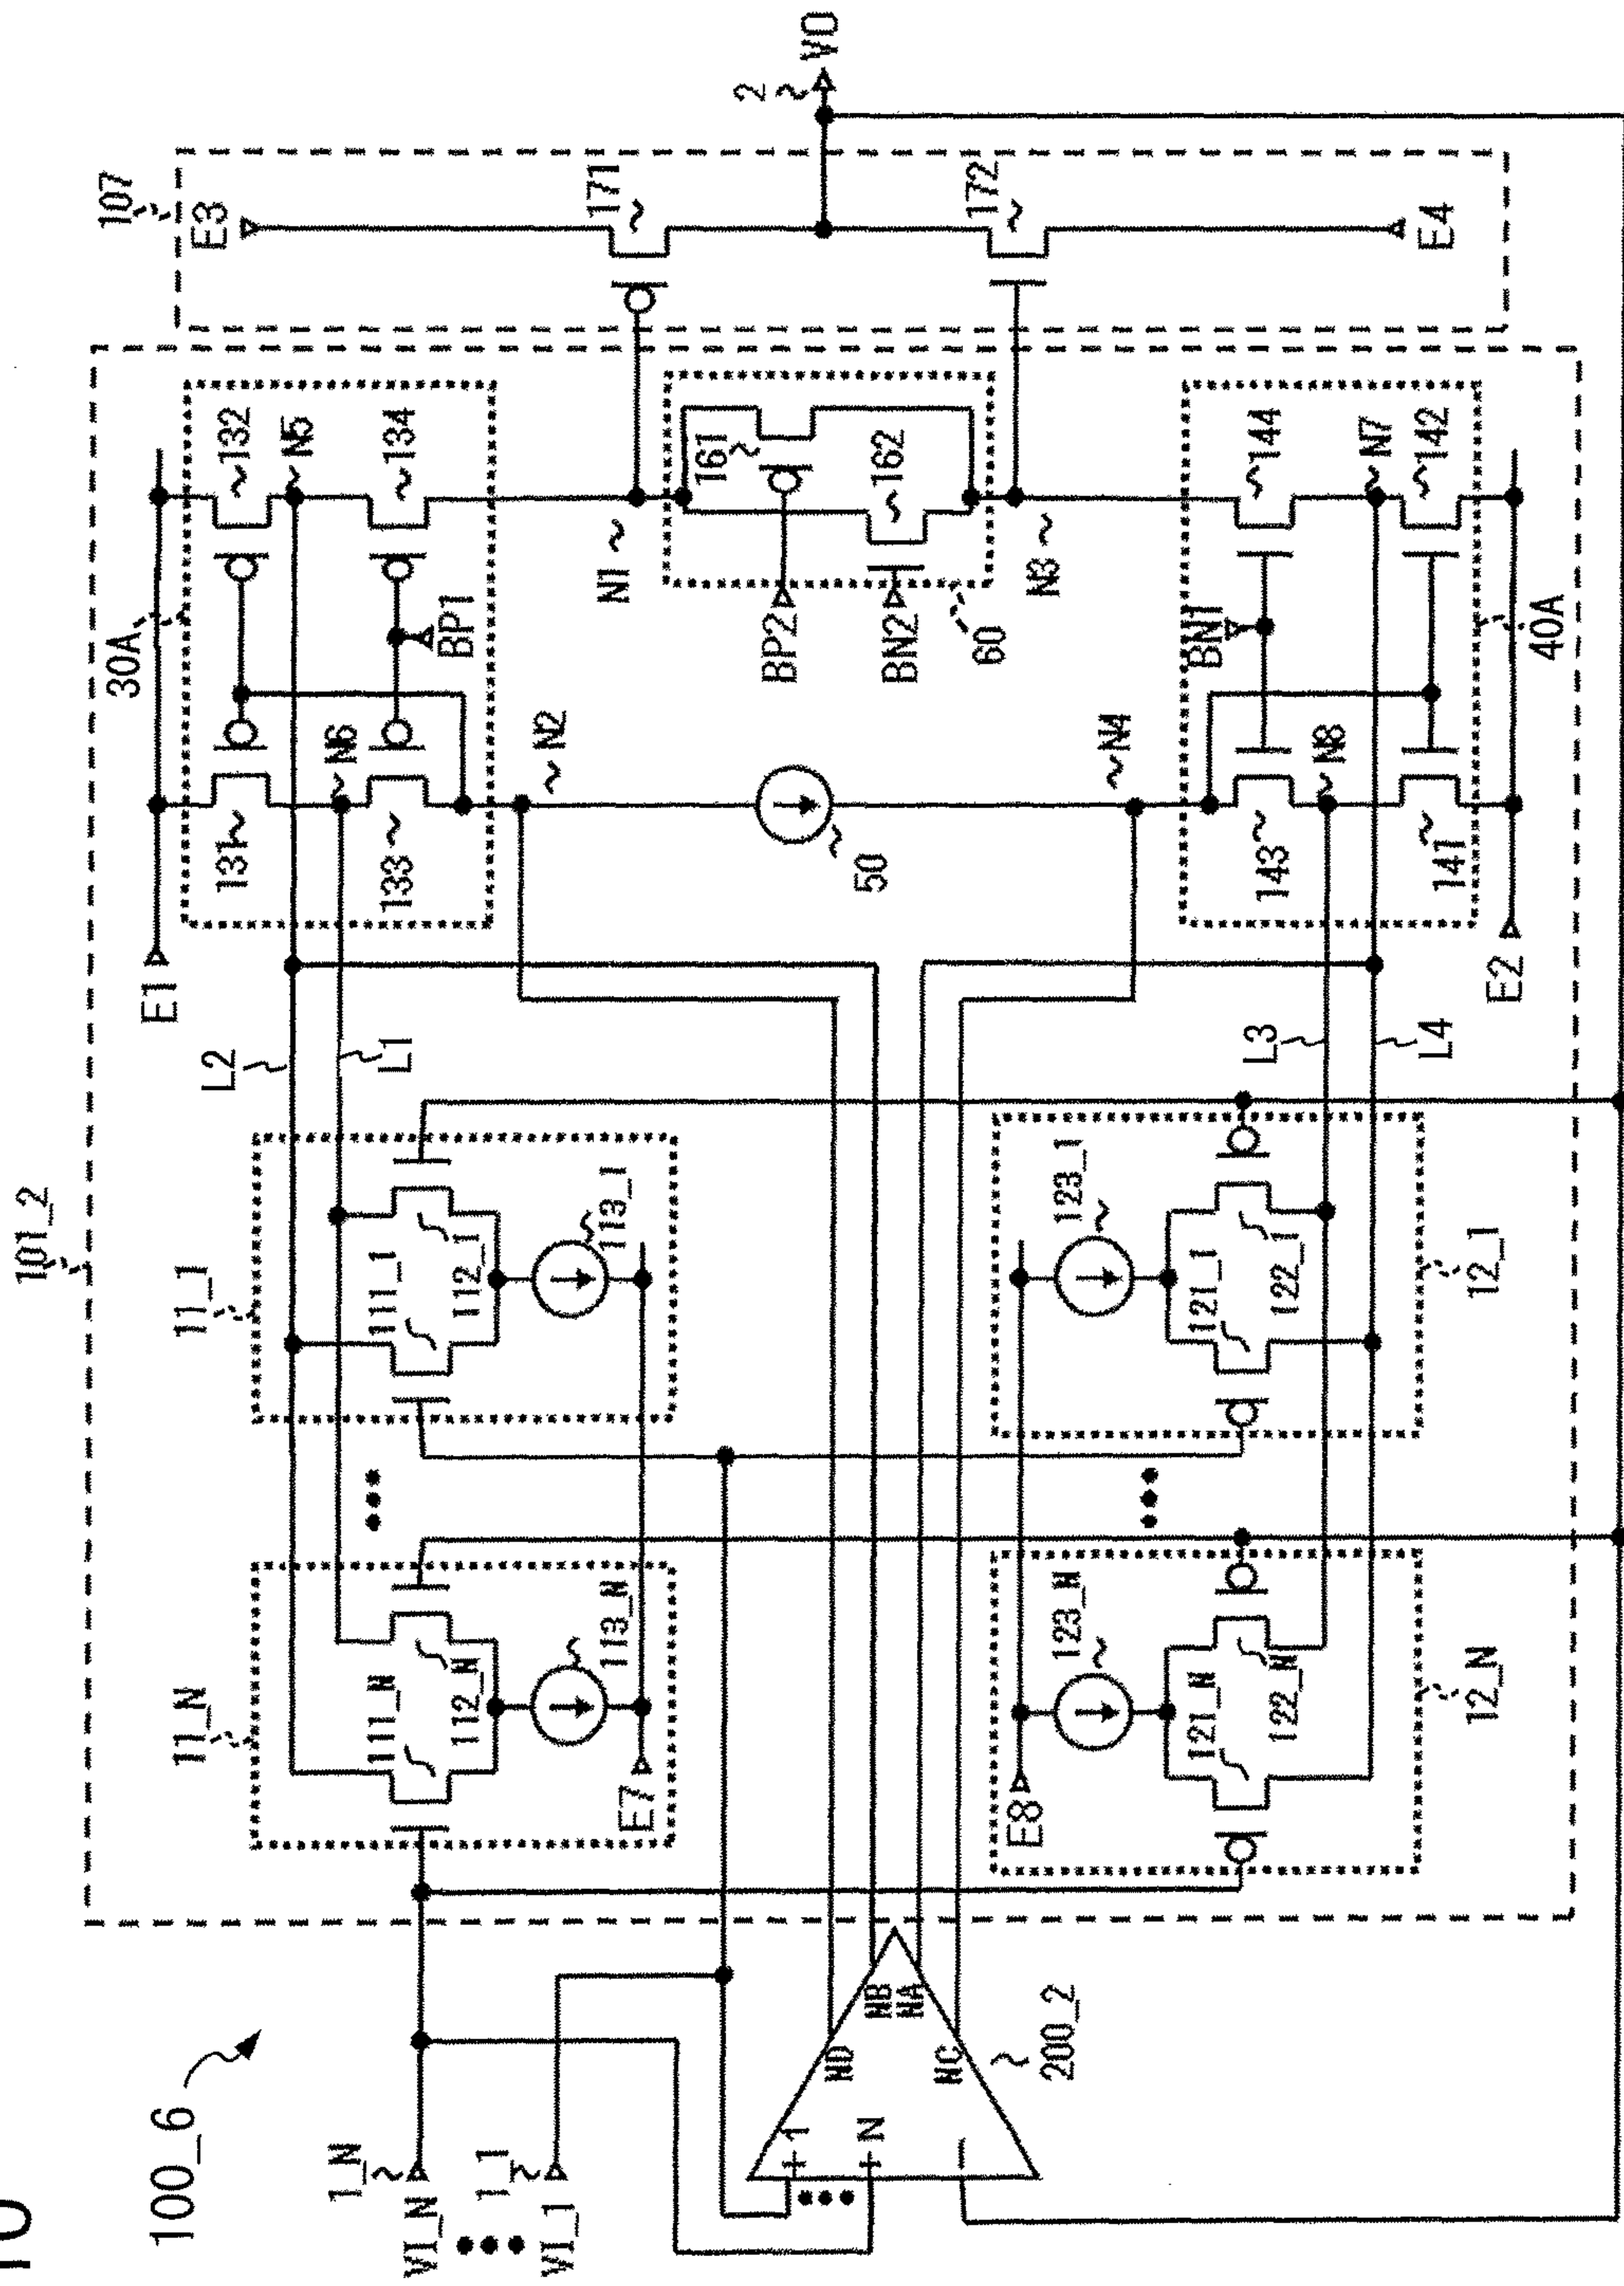 10
100_6
101_2
107
E3
171
172
E4
2
VO
30A
132
N5
134
E1
131
N6
133
BP1
N1
161
162
BP2
BN2
60
N3
N2
50
N4
144
N7
142
BN1
40A
143
N8
141
E2
L2
L1
L3
L4
11_1
111_1
112_1
113_1
12_1
123_1
121_1
122_1
11_N
111_N
112_N
113_N
E7
12_N
123_N
121_N
122_N
E8
1_N
VI_N
1_1
VI_1
+1
+N
−
ND
NB
NA
NC
200_2